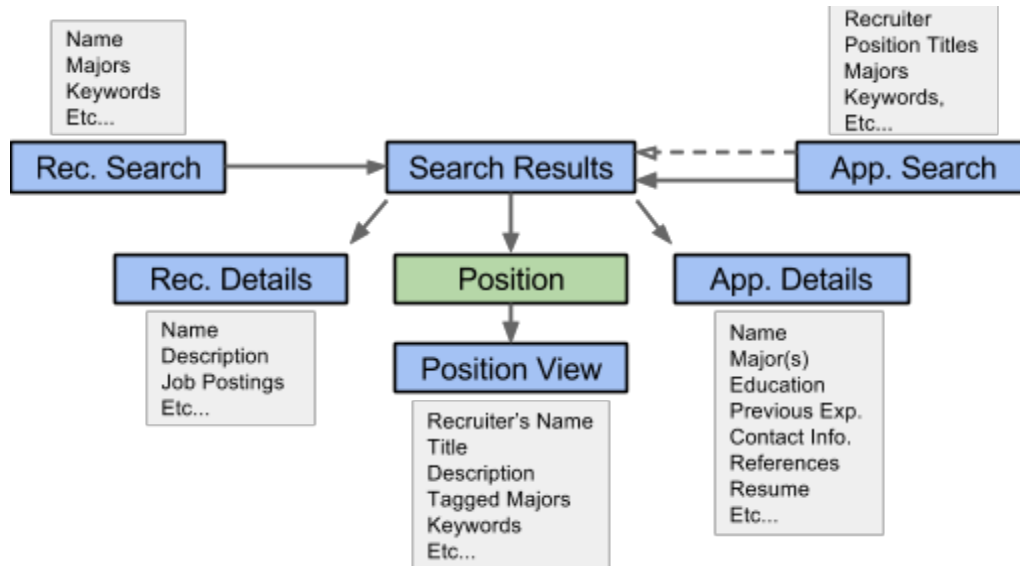 Name
Majors
Keywords
Etc...
Recruiter
Position Titles
Majors
Keywords,
Etc...
Rec. Search
Search Results
App. Search
Rec. Details
Position
App. Details
Name
Description
Job Postings
Etc...
Position View
Recruiter's Name
Title
Description
Tagged Majors
Keywords
Etc...
Name
Major(s)
Education
Previous Exp.
Contact Info.
References
Resume
Etc...